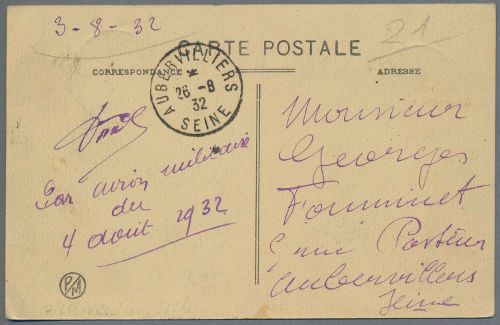 3-8-32
21
CARTE POSTALE
CORRESPONDANCE
ADRESSE
AUBERVILLIERS
26 -8
32
SEINE
Par avion militaire
du
4 août 1932
Monsieur
Georges
rue Pasteur
Aubervilliers
Seine
P/M